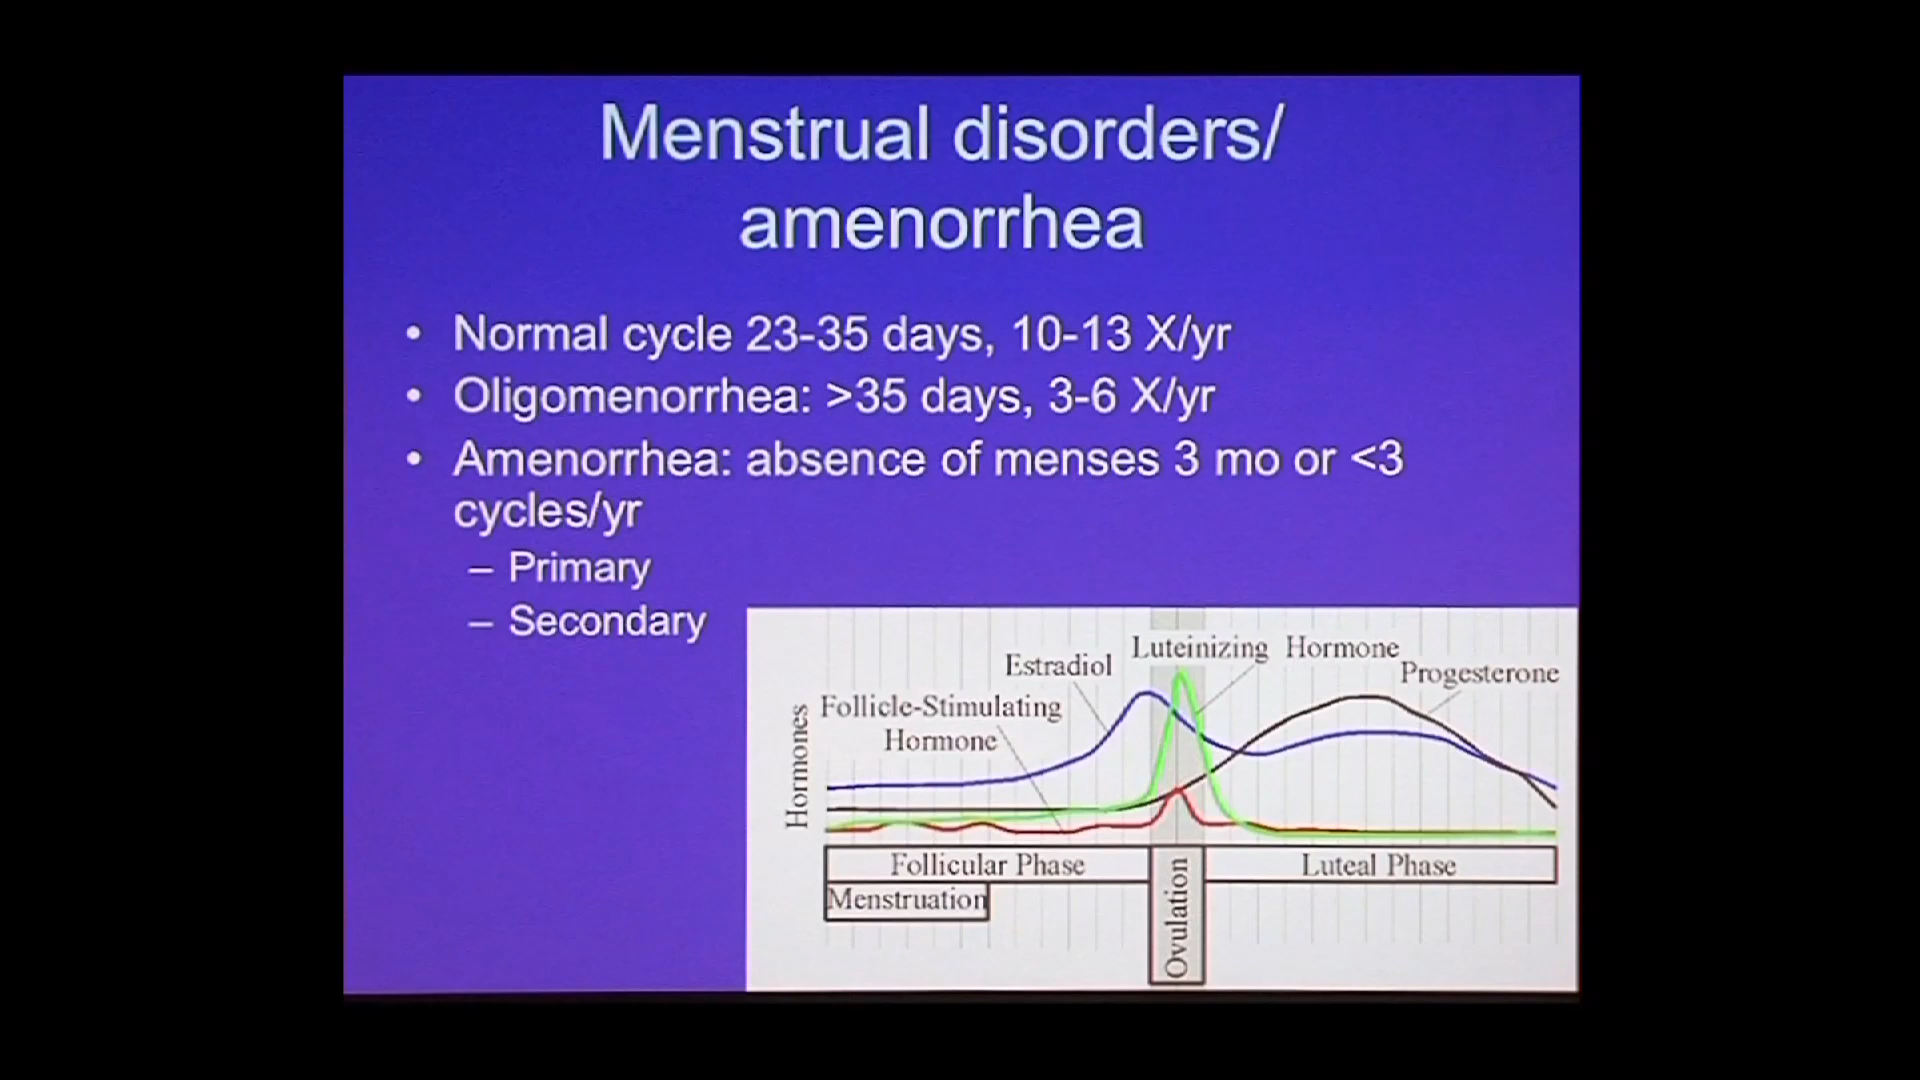 Menstrual disorders/
amenorrhea
• Normal cycle 23-35 days, 10-13 X/yr
• Oligomenorrhea: >35 days, 3-6 X/yr
• Amenorrhea: absence of menses 3 mo or <3
cycles/yr
– Primary
– Secondary
Luteinizing Hormone
Estradiol
Progesterone
Follicle-Stimulating
Hormone
Hormones
Follicular Phase
Luteal Phase
Menstruation
Ovulation